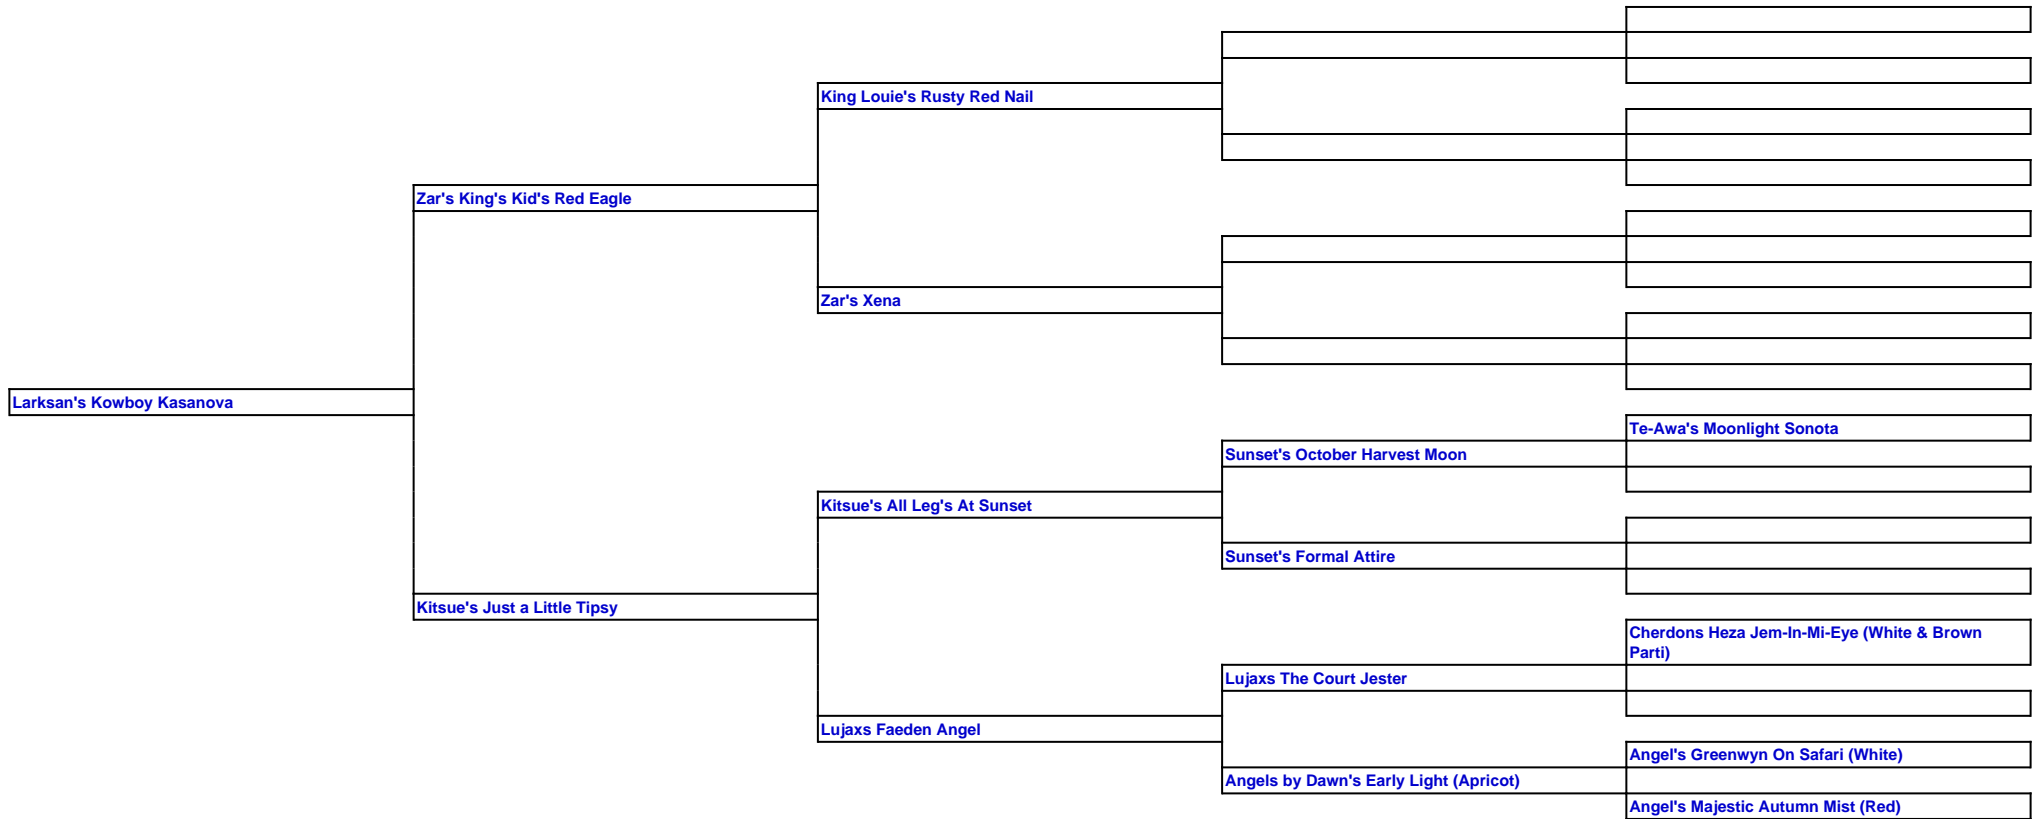 King Louie's Rusty Red Nail
Zar's King's Kid's Red Eagle
Zar's Xena
Larksan's Kowboy Kasanova
Te-Awa's Moonlight Sonota
Sunset's October Harvest Moon
Kitsue's All Leg's At Sunset
Sunset's Formal Attire
Kitsue's Just a Little Tipsy
Cherdons Heza Jem-In-Mi-Eye (White & Brown
Parti)
Lujaxs The Court Jester
Lujaxs Faeden Angel
Angel's Greenwyn On Safari (White)
Angels by Dawn's Early Light (Apricot)
Angel's Majestic Autumn Mist (Red)